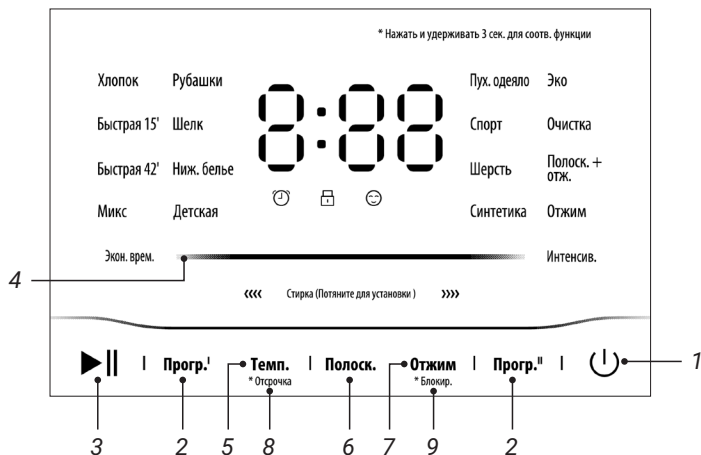 * Нажать и удерживать 3 сек. для соотв. функции
Хлопок Рубашки 8:88 Пух. одеяло Эко
Быстрая 15' Шелк Спорт Очистка
Быстрая 42' Ниж. белье Шерсть Полоск. +
отж.
Микс Детская Синтетика Отжим
Экон. врем. Интенсив.
4
‹‹‹‹ Стирка (Потяните для установки ) ››››
Прогр.I Темп. Полоск. Отжим Прогр.II 1
* Отсрочка * Блокир.
3 2 5 8 6 7 9 2